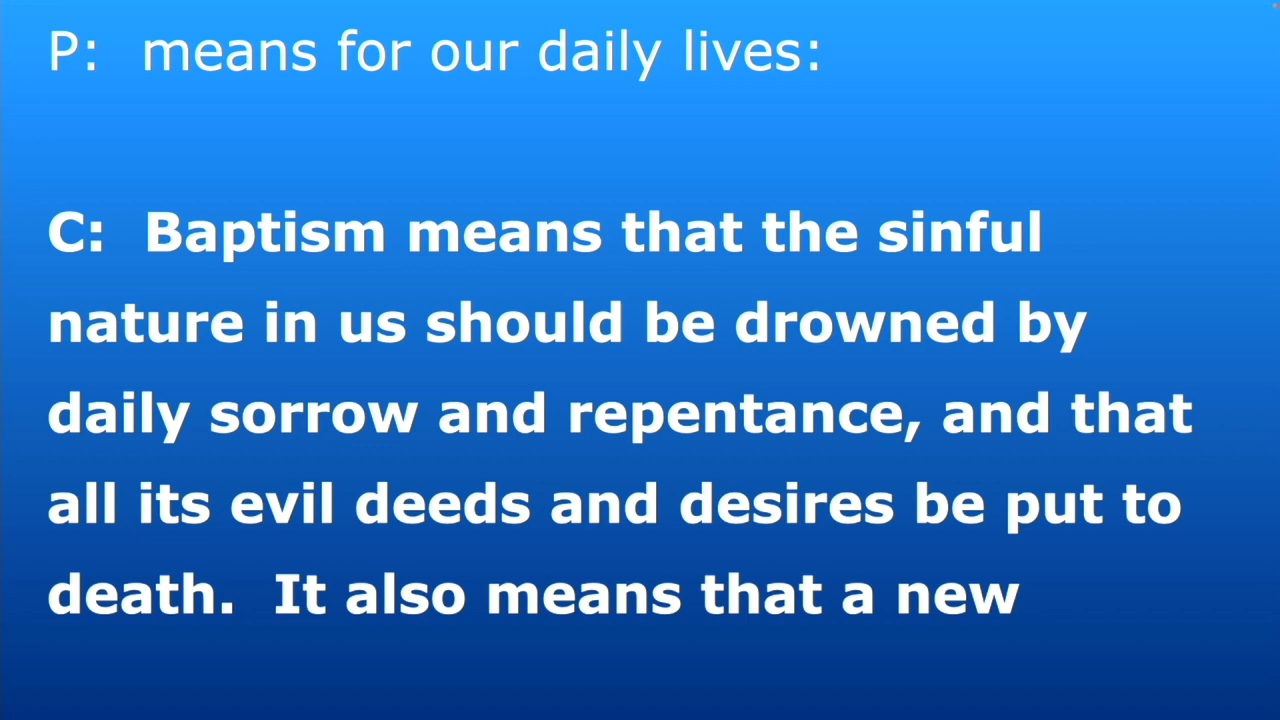 P: means for our daily lives:
C: Baptism means that the sinful
nature in us should be drowned by
daily sorrow and repentance, and that
all its evil deeds and desires be put to
death. It also means that a new